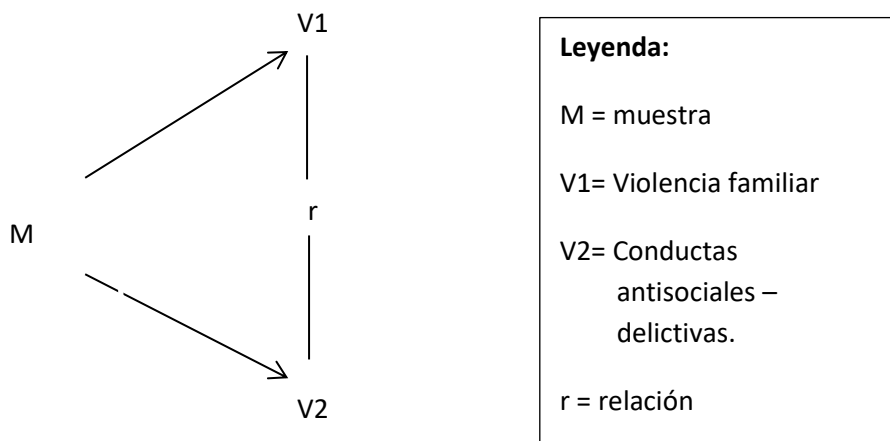 V1
r
M
V2
Leyenda:
M = muestra
V1= Violencia familiar
V2= Conductas
antisociales –
delictivas.
r = relación